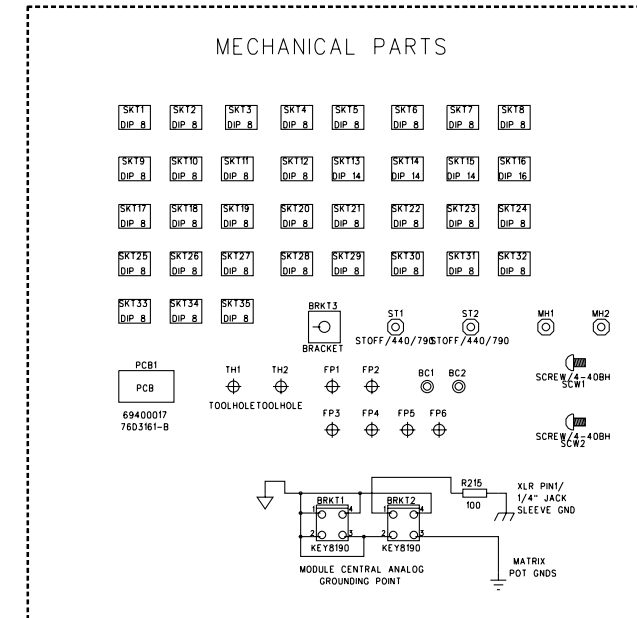 MECHANICAL PARTS
SKT1 SKT2 SKT3 SKT4 SKT5 SKT6 SKT7 SKT8
DIP 8 DIP 8 DIP 8 DIP 8 DIP 8 DIP 8 DIP 8 DIP 8
SKT9 SKT10 SKT11 SKT12 SKT13 SKT14 SKT15 SKT16
DIP 8 DIP 8 DIP 8 DIP 8 DIP 14 DIP 14 DIP 14 DIP 16
SKT17 SKT18 SKT19 SKT20 SKT21 SKT22 SKT23 SKT24
DIP 8 DIP 8 DIP 8 DIP 8 DIP 8 DIP 8 DIP 8 DIP 8
SKT25 SKT26 SKT27 SKT28 SKT29 SKT30 SKT31 SKT32
DIP 8 DIP 8 DIP 8 DIP 8 DIP 8 DIP 8 DIP 8 DIP 8
SKT33 SKT34 SKT35
DIP 8 DIP 8 DIP 8
BRKT3
BRACKET
ST1 ST2
STOFF/440/790 STOFF/440/790
MH1 MH2
PCB1
PCB
69400017
76D3161-B
TH1 TH2
TOOLHOLE TOOLHOLE
FP1 FP2
BC1 BC2
SCREW/4-40BH
SCW1
FP3 FP4 FP5 FP6
SCREW/4-40BH
SCW2
BRKT1
1 4
2 3
KEY8190
BRKT2
1 4
2 3
KEY8190
R215
100
XLR PIN1/
1/4" JACK
SLEEVE GND
MODULE CENTRAL ANALOG
GROUNDING POINT
MATRIX
POT GNDS